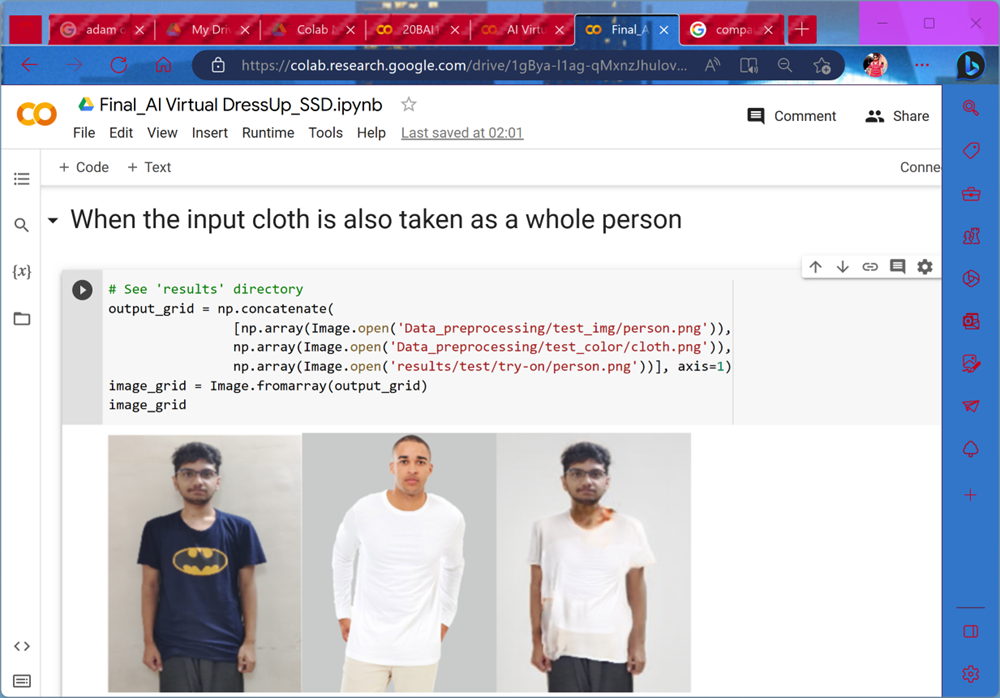 adam c
My Driv
Colab N
20BAI1
AI Virtu
Final_A
compa
https://colab.research.google.com/drive/1gBya-l1ag-qMxnzJhulov...
Final_AI Virtual DressUp_SSD.ipynb
File Edit View Insert Runtime Tools Help Last saved at 02:01
Comment Share
+ Code + Text
Connec
When the input cloth is also taken as a whole person
{x}
# See 'results' directory
output_grid = np.concatenate(
[np.array(Image.open('Data_preprocessing/test_img/person.png')),
np.array(Image.open('Data_preprocessing/test_color/cloth.png')),
np.array(Image.open('results/test/try-on/person.png'))], axis=1)
image_grid = Image.fromarray(output_grid)
image_grid